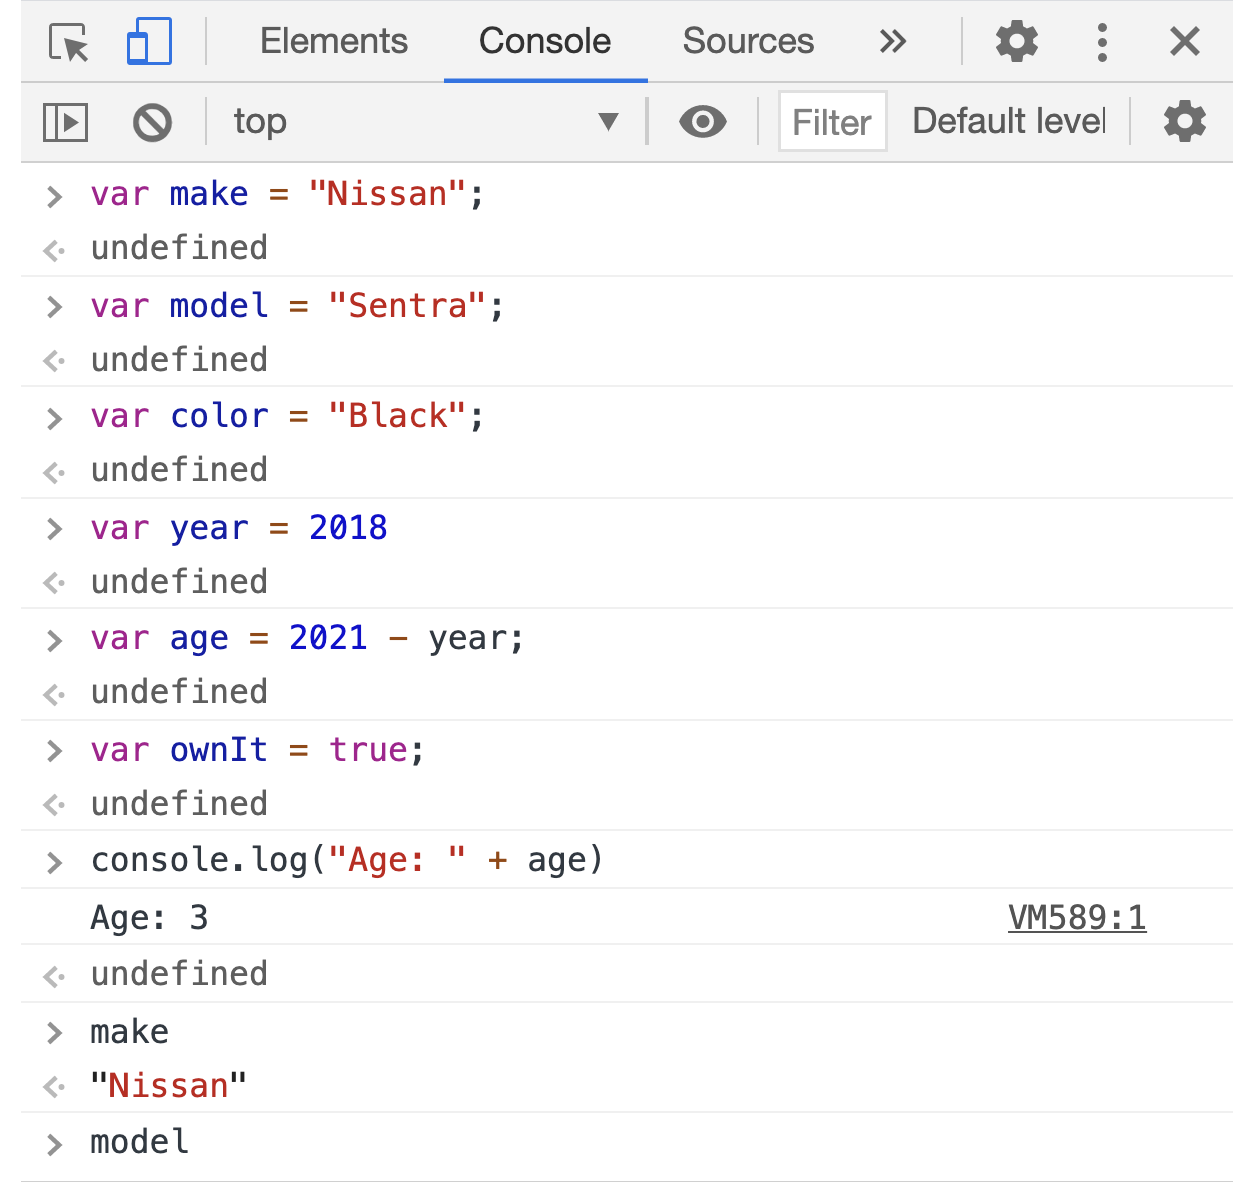 Elements Console Sources »
top ▼ Filter Default level
> var make = "Nissan";
undefined
> var model = "Sentra";
undefined
> var color = "Black";
undefined
> var year = 2018
undefined
> var age = 2021 - year;
undefined
> var ownIt = true;
undefined
> console.log("Age: " + age)
Age: 3 VM589:1
undefined
> make
"Nissan"
> model